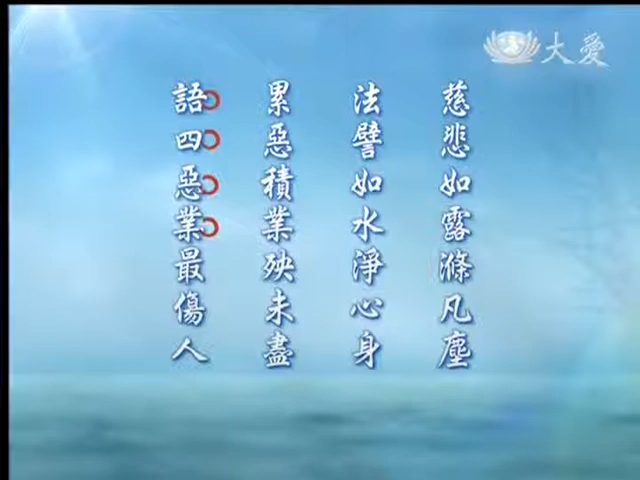 大愛
慈悲如露滌凡塵
法譬如水淨心身
累惡積業殃未盡
語四惡業最傷人